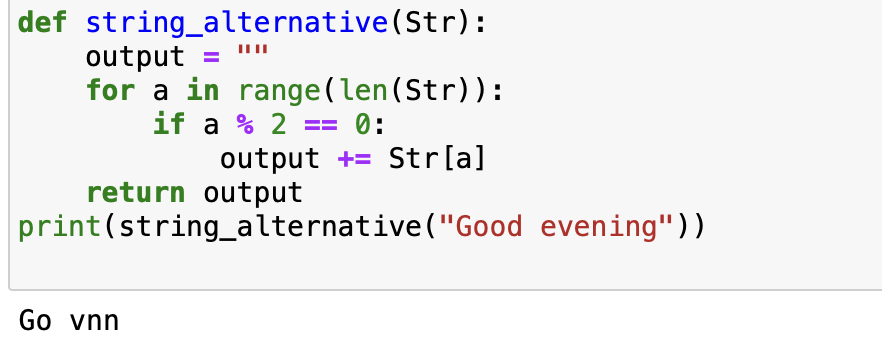 def string_alternative(Str):
    output = ""
    for a in range(len(Str)):
        if a % 2 == 0:
            output += Str[a]
    return output
print(string_alternative("Good evening"))
Go vnn